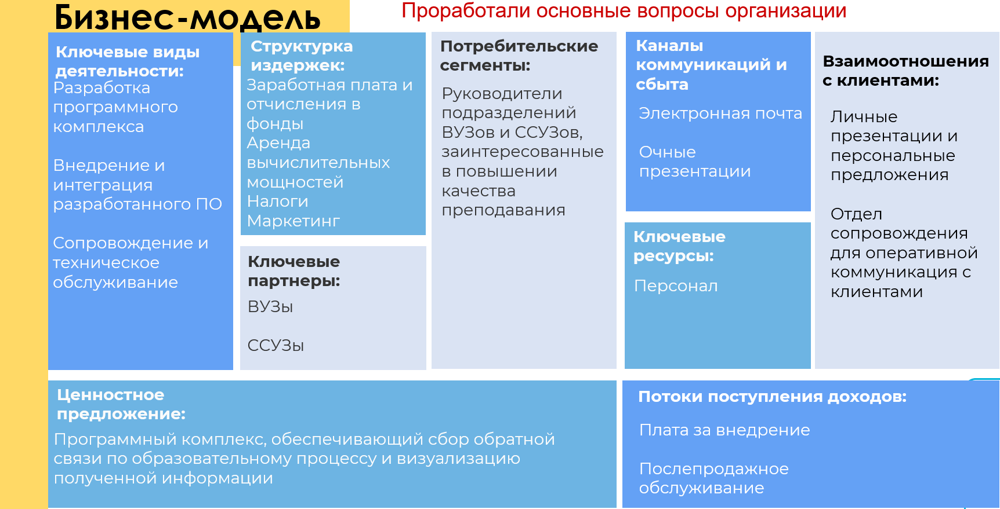 Бизнес-модель
Проработали основные вопросы организации
Ключевые виды
деятельности:
Разработка
программного
комплекса
Внедрение и
интеграция
разработанного ПО
Сопровождение и
техническое
обслуживание
Структурка
издержек:
Заработная плата и
отчисления в
фонды
Аренда
вычислительных
мощностей
Налоги
Маркетинг
Ключевые
партнеры:
ВУЗы
ССУЗы
Потребительские
сегменты:
Руководители
подразделений
ВУЗов и ССУЗов,
заинтересованные
в повышении
качества
преподавания
Каналы
коммуникаций и
сбыта
Электронная почта
Очные
презентации
Ключевые
ресурсы:
Персонал
Взаимоотношения
с клиентами:
Личные
презентации и
персональные
предложения
Отдел
сопровождения
для оперативной
коммуникация с
клиентами
Ценностное
предложение:
Программный комплекс, обеспечивающий сбор обратной
связи по образовательному процессу и визуализацию
полученной информации
Потоки поступления доходов:
Плата за внедрение
Послепродажное
обслуживание